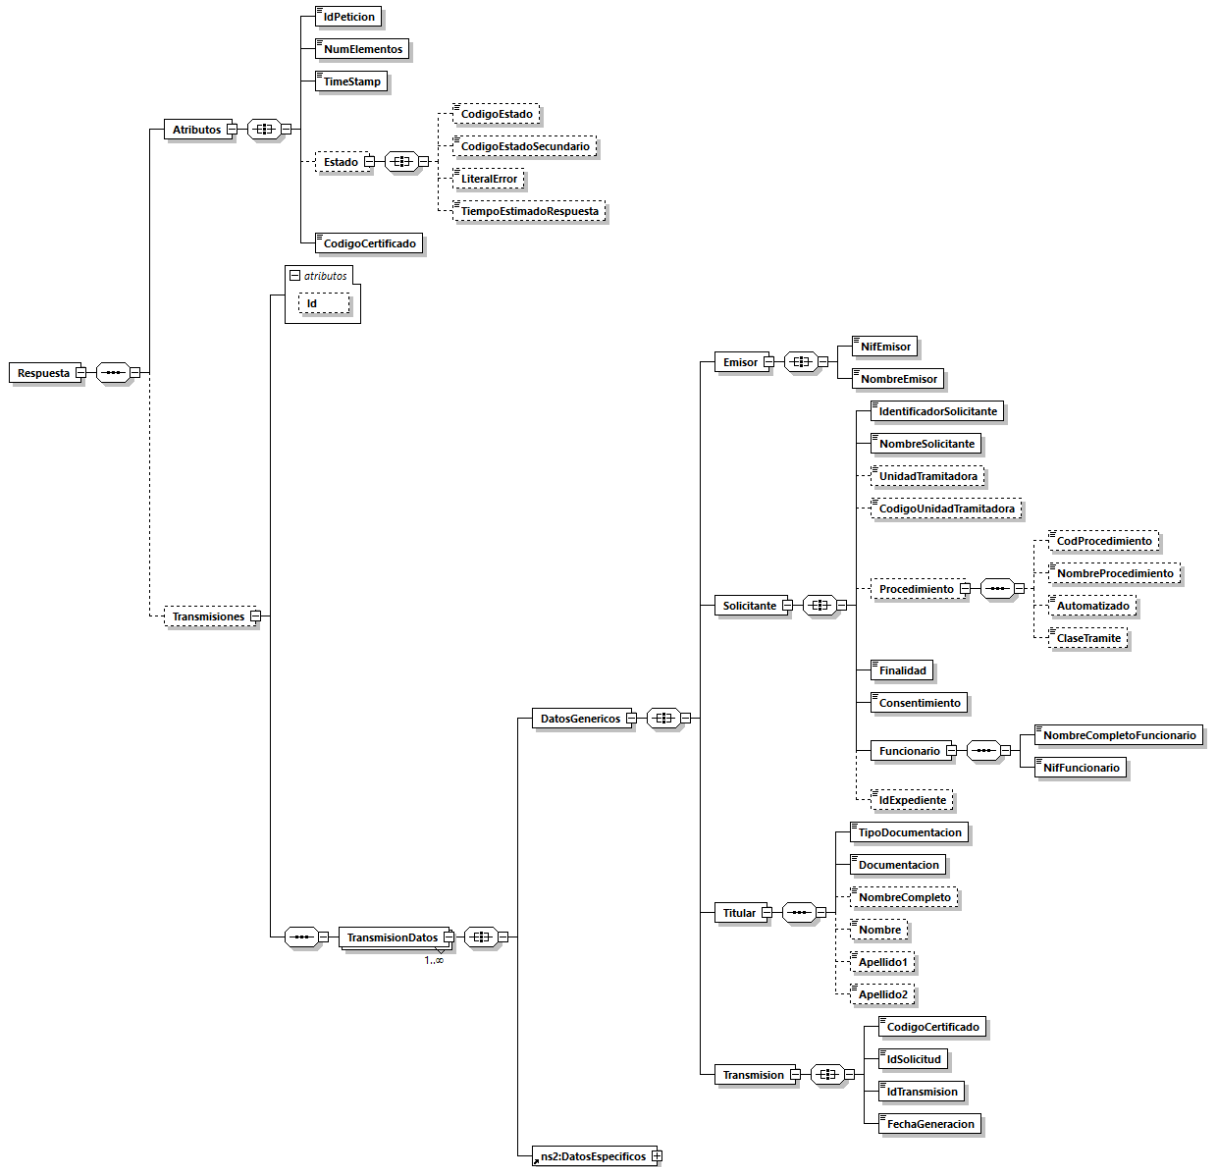 IdPeticion
NumElementos
TimeStamp
CodigoEstado
Atributos
CodigoEstadoSecundario
Estado
LiteralError
TiempoEstimadoRespuesta
CodigoCertificado
atributos
Id
NifEmisor
Emisor
Respuesta
NombreEmisor
IdentificadorSolicitante
NombreSolicitante
UnidadTramitadora
CodigoUnidadTramitadora
CodProcedimiento
NombreProcedimiento
Procedimiento
Solicitante
Automatizado
Transmisiones
ClaseTramite
Finalidad
Consentimiento
DatosGenericos
NombreCompletoFuncionario
Funcionario
NifFuncionario
IdExpediente
TipoDocumentacion
Documentacion
NombreCompleto
Titular
Nombre
TransmisionDatos
1..∞
Apellido1
Apellido2
CodigoCertificado
IdSolicitud
Transmision
IdTransmision
FechaGeneracion
ns2:DatosEspecificos